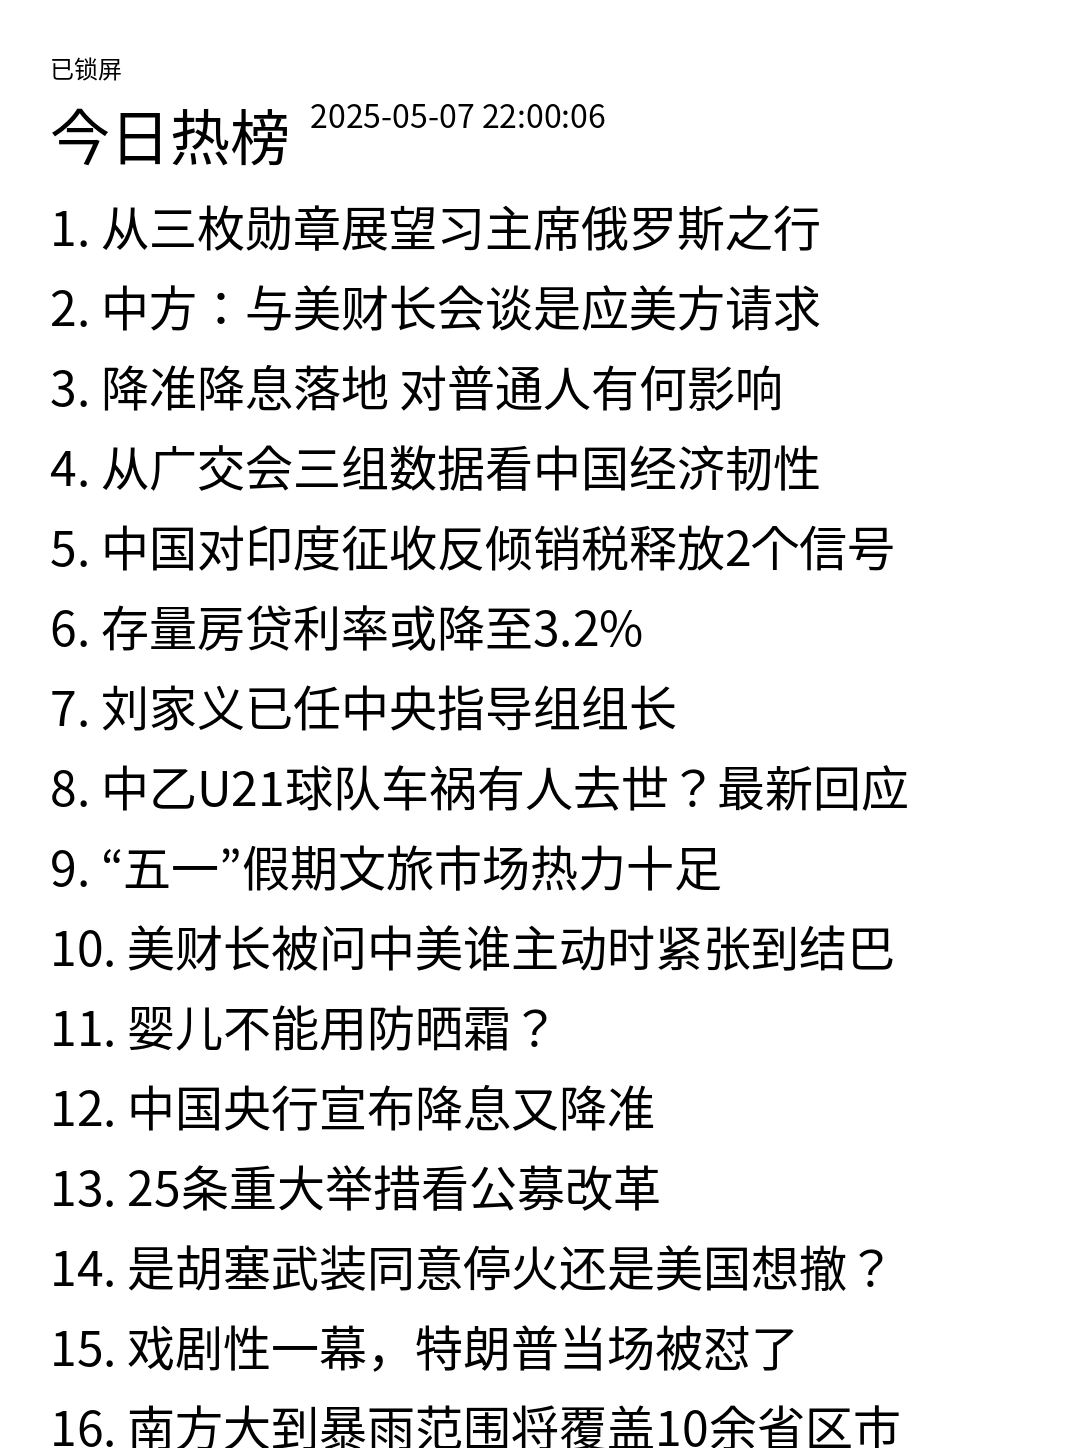 已锁屏
今日热榜 2025-05-07 22:00:06
1. 从三枚勋章展望习主席俄罗斯之行
2. 中方：与美财长会谈是应美方请求
3. 降准降息落地 对普通人有何影响
4. 从广交会三组数据看中国经济韧性
5. 中国对印度征收反倾销税释放2个信号
6. 存量房贷利率或降至3.2%
7. 刘家义已任中央指导组组长
8. 中乙U21球队车祸有人去世？最新回应
9. “五一”假期文旅市场热力十足
10. 美财长被问中美谁主动时紧张到结巴
11. 婴儿不能用防晒霜？
12. 中国央行宣布降息又降准
13. 25条重大举措看公募改革
14. 是胡塞武装同意停火还是美国想撤？
15. 戏剧性一幕，特朗普当场被怼了
16. 南方大到暴雨范围将覆盖10余省区市